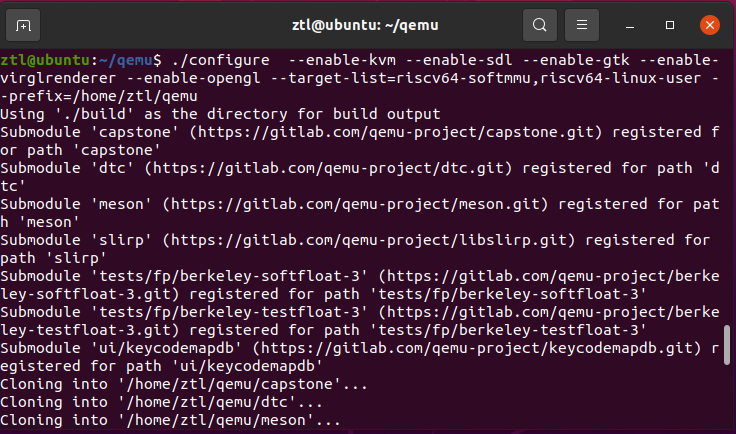 ztl@ubuntu: ~/qemu
ztl@ubuntu:~/qemu$ ./configure  --enable-kvm --enable-sdl --enable-gtk --enable-
virglrenderer --enable-opengl --target-list=riscv64-softmmu,riscv64-linux-user -
-prefix=/home/ztl/qemu
Using './build' as the directory for build output
Submodule 'capstone' (https://gitlab.com/qemu-project/capstone.git) registered f
or path 'capstone'
Submodule 'dtc' (https://gitlab.com/qemu-project/dtc.git) registered for path 'd
tc'
Submodule 'meson' (https://gitlab.com/qemu-project/meson.git) registered for pat
h 'meson'
Submodule 'slirp' (https://gitlab.com/qemu-project/libslirp.git) registered for 
path 'slirp'
Submodule 'tests/fp/berkeley-softfloat-3' (https://gitlab.com/qemu-project/berke
ley-softfloat-3.git) registered for path 'tests/fp/berkeley-softfloat-3'
Submodule 'tests/fp/berkeley-testfloat-3' (https://gitlab.com/qemu-project/berke
ley-testfloat-3.git) registered for path 'tests/fp/berkeley-testfloat-3'
Submodule 'ui/keycodemapdb' (https://gitlab.com/qemu-project/keycodemapdb.git) r
egistered for path 'ui/keycodemapdb'
Cloning into '/home/ztl/qemu/capstone'...
Cloning into '/home/ztl/qemu/dtc'...
Cloning into '/home/ztl/qemu/meson'...